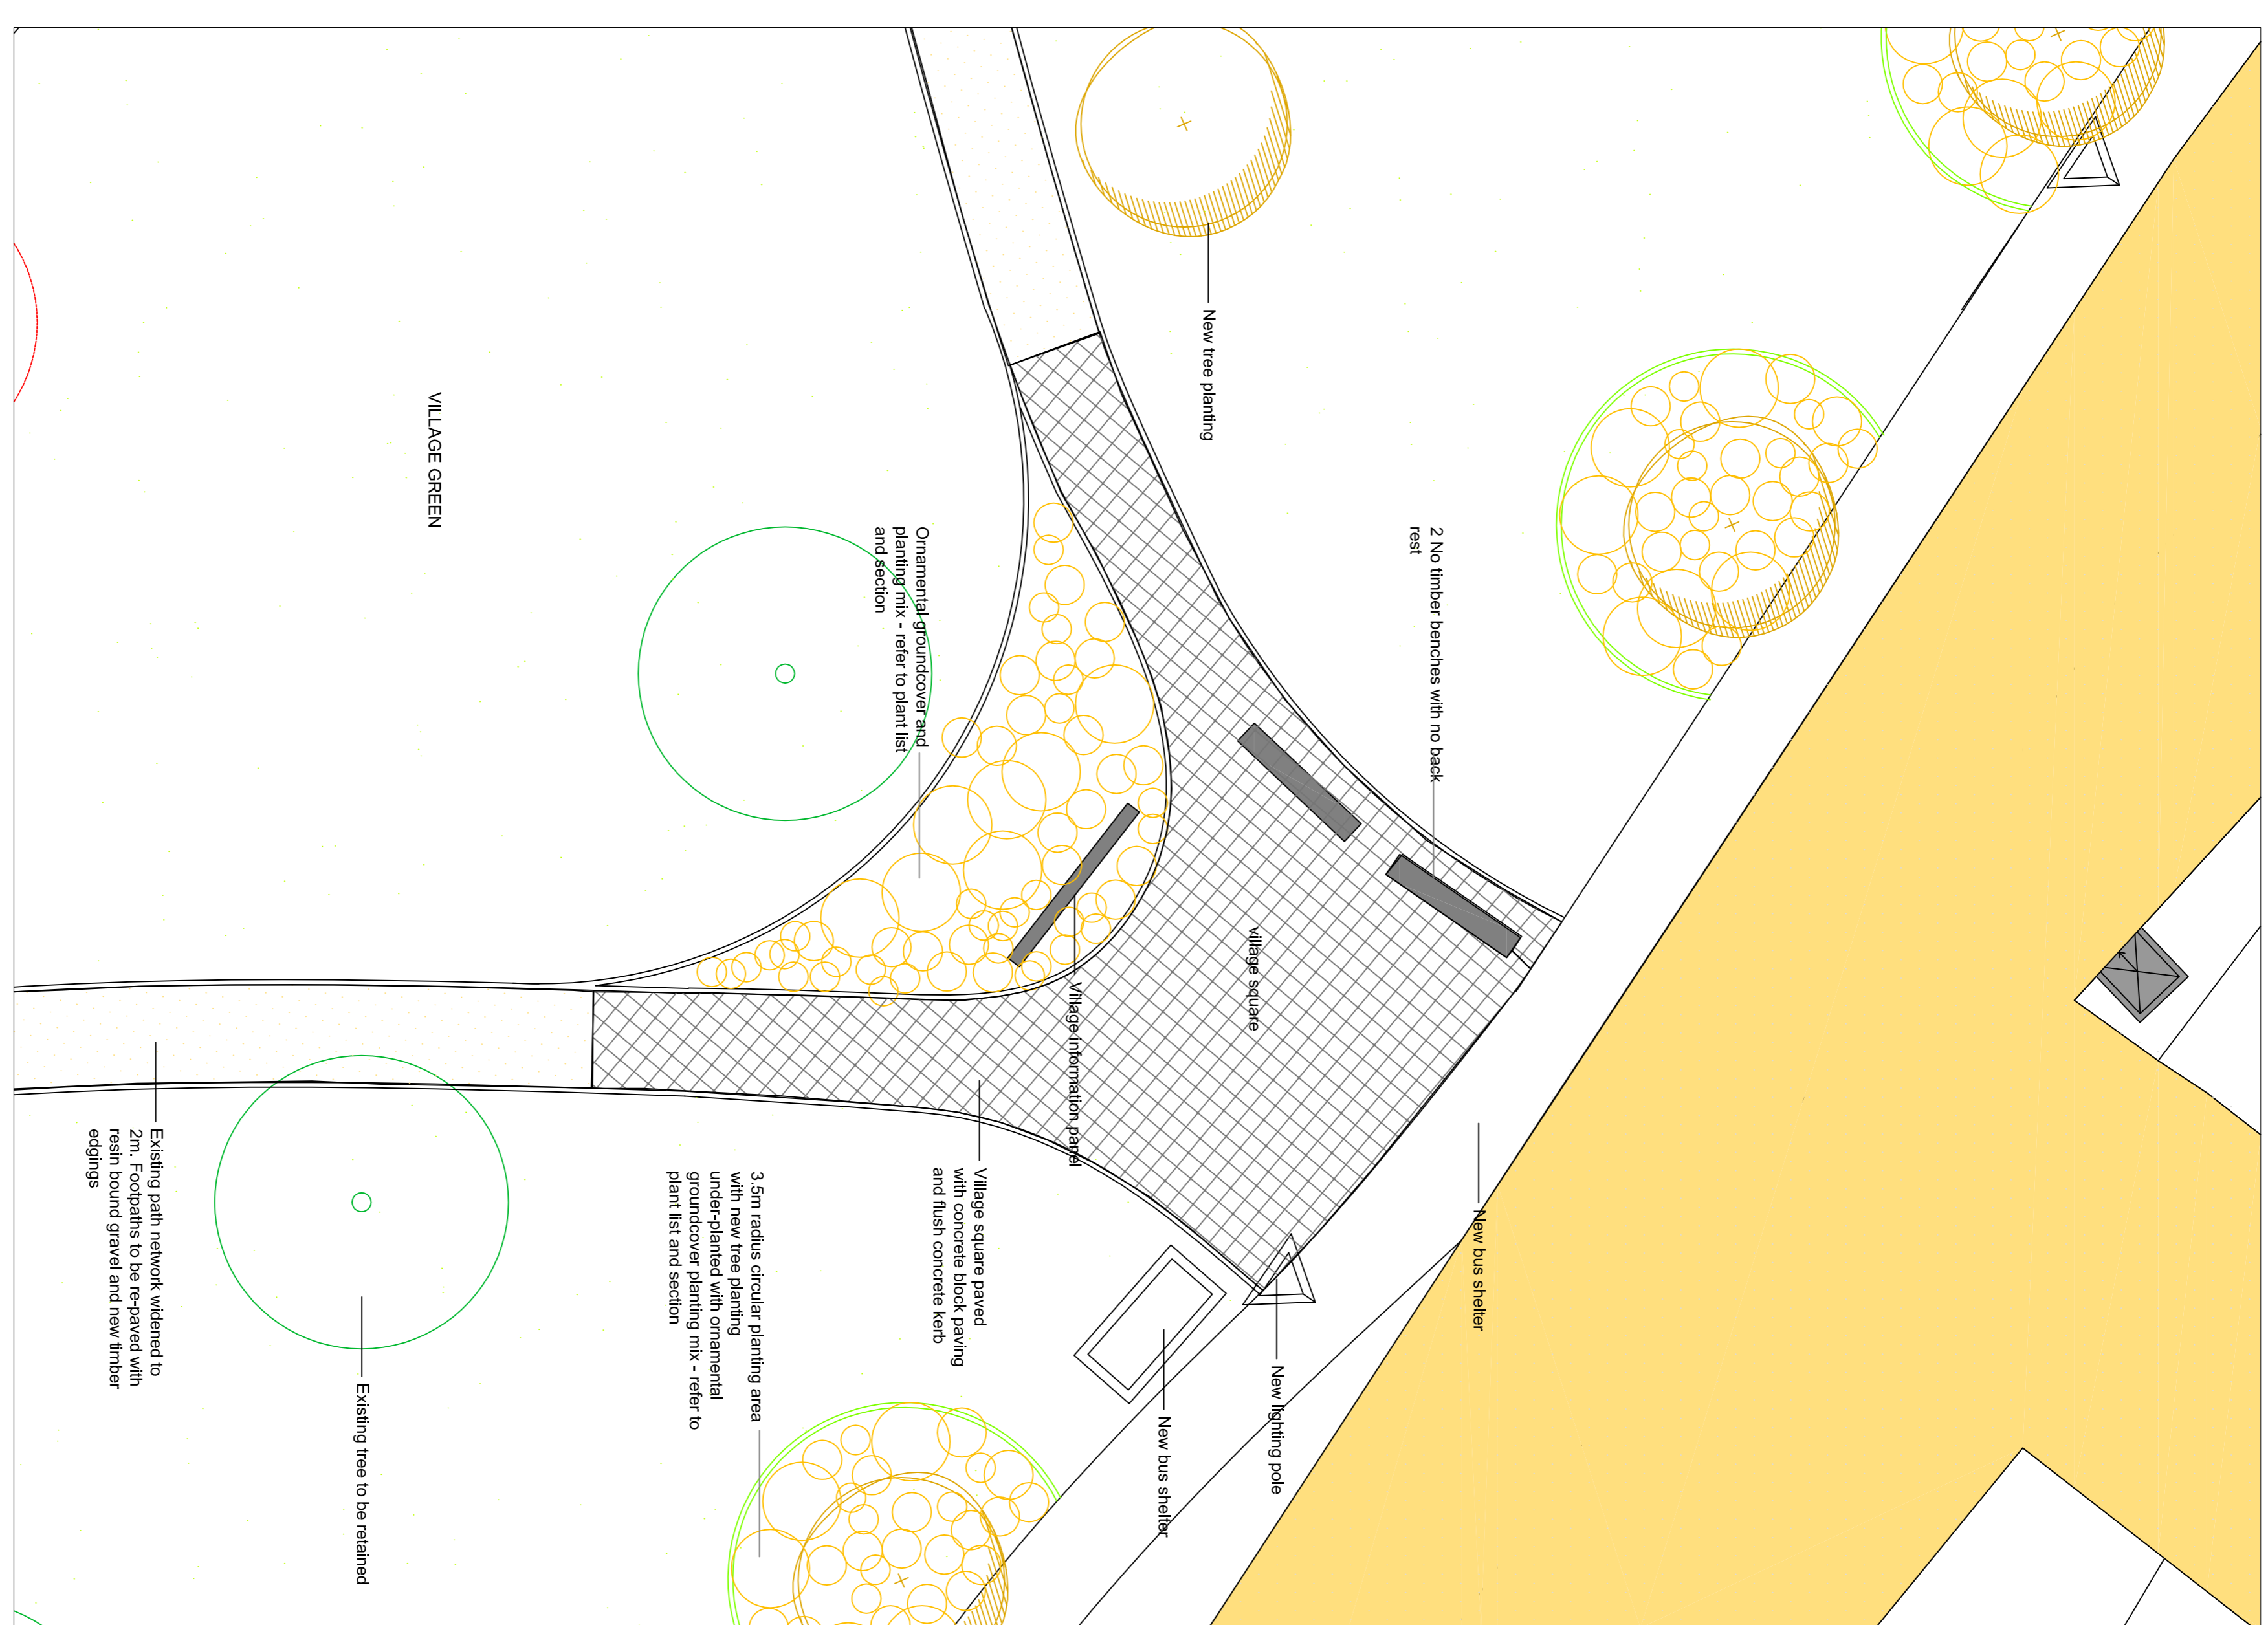 VILLAGE GREEN
New tree planting
2 No timber benches with no back
rest
Ornamental groundcover and
planting mix - refer to plant list
and section
village square
Village information panel
New bus shelter
Village square paved
with concrete block paving
and flush concrete kerb
3.5m radius circular planting area
with new tree planting
under-planted with ornamental
groundcover planting mix - refer to
plant list and section
Existing path network widened to
2m. Footpaths to be re-paved with
resin bound gravel and new timber
edgings
New lighting pole
New bus shelter
Existing tree to be retained